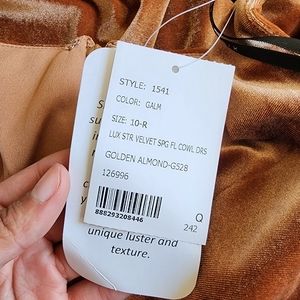 STYLE: 1541
COLOR: GALM
SIZE: 10-R
LUX STR VELVET SPG FL COWL DRS
GOLDEN ALMOND-G528
126996
888293208446
Q
242
unique luster and
texture.